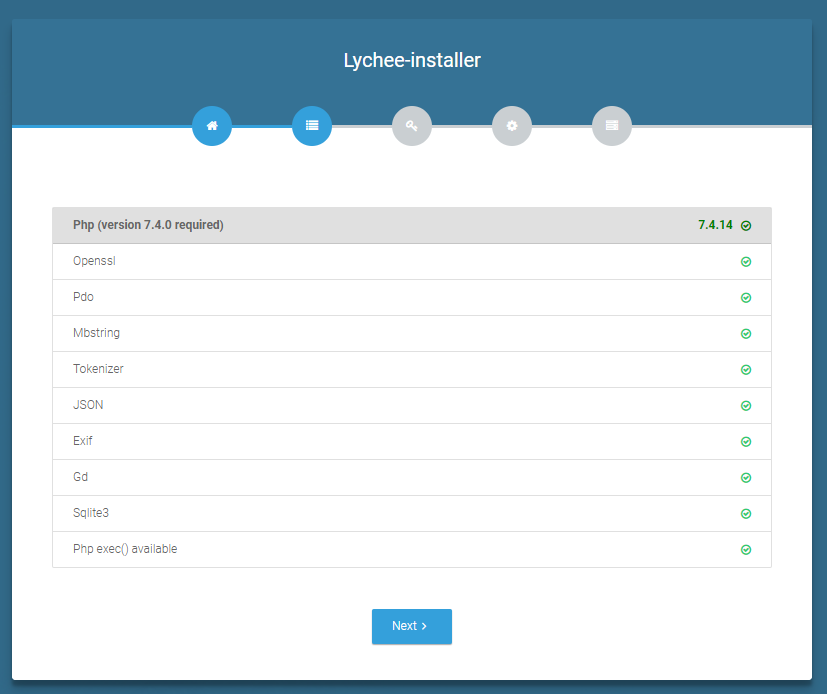 Lychee-installer
Php (version 7.4.0 required) 7.4.14
Openssl
Pdo
Mbstring
Tokenizer
JSON
Exif
Gd
Sqlite3
Php exec() available
Next